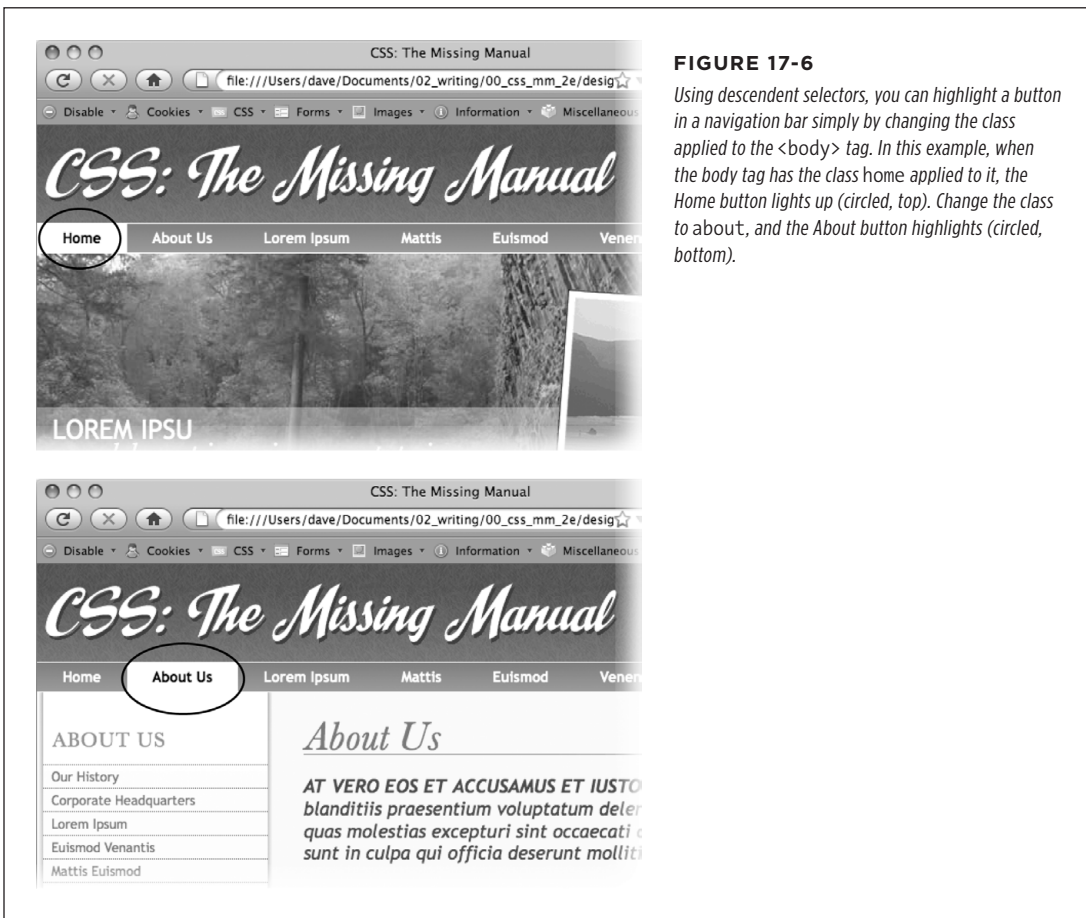 CSS: The Missing Manual
file:///Users/dave/Documents/02_writing/00_css_mm_2e/desig
Disable Cookies CSS Forms Images Information Miscellaneous
CSS: The Missing Manual
Home About Us Lorem Ipsum Mattis Euismod Venen
LOREM IPSU
CSS: The Missing Manual
file:///Users/dave/Documents/02_writing/00_css_mm_2e/desig
Disable Cookies CSS Forms Images Information Miscellaneous
CSS: The Missing Manual
Home About Us Lorem Ipsum Mattis Euismod Venen
ABOUT US
Our History
Corporate Headquarters
Lorem Ipsum
Euismod Venantis
Mattis Euismod
About Us
AT VERO EOS ET ACCUSAMUS ET IUSTO
blanditiis praesentium voluptatum deler
quas molestias excepturi sint occaecati
sunt in culpa qui officia deserunt molliti
FIGURE 17-6
Using descendent selectors, you can highlight a button
in a navigation bar simply by changing the class
applied to the <body> tag. In this example, when
the body tag has the class home applied to it, the
Home button lights up (circled, top). Change the class
to about, and the About button highlights (circled,
bottom).